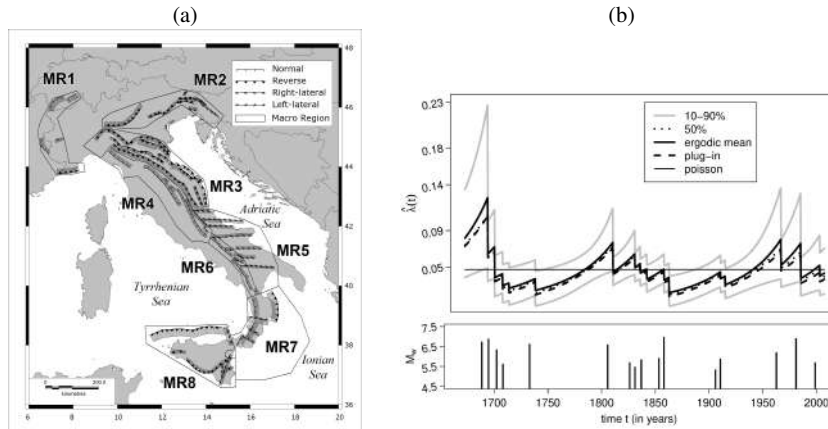 (a)
(b)
48
46
44
42
40
38
36
6 8 10 12 14 16 18 20
MR1
MR2
MR3
MR4
MR5
MR6
MR7
MR8
Adriatic
Sea
Tyrrhenian
Sea
Ionian
Sea
Normal
Reverse
Right-lateral
Left-lateral
Macro Region
0.23
0.14
0.09
0.05
λ̂(t)
10−90%
50%
ergodic mean
plug−in
poisson
7.5
6.5
5.5
4.5
Mw
1700 1750 1800 1850 1900 1950 2000
time t (in years)